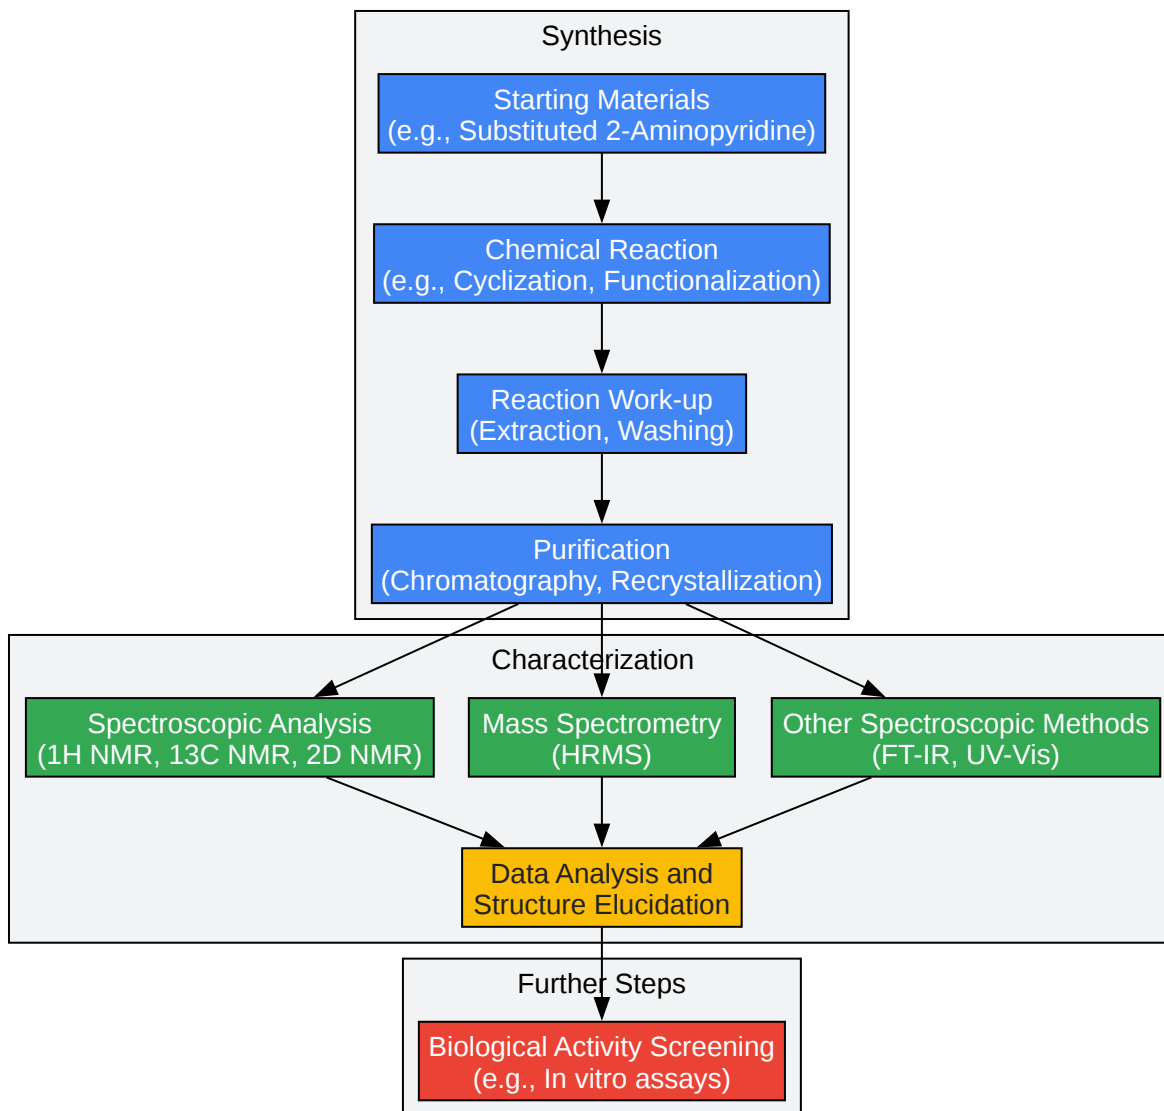 Synthesis
Starting Materials
(e.g., Substituted 2-Aminopyridine)
Chemical Reaction
(e.g., Cyclization, Functionalization)
Reaction Work-up
(Extraction, Washing)
Purification
(Chromatography, Recrystallization)
Characterization
Spectroscopic Analysis
(1H NMR, 13C NMR, 2D NMR)
Mass Spectrometry
(HRMS)
Other Spectroscopic Methods
(FT-IR, UV-Vis)
Data Analysis and
Structure Elucidation
Further Steps
Biological Activity Screening
(e.g., In vitro assays)